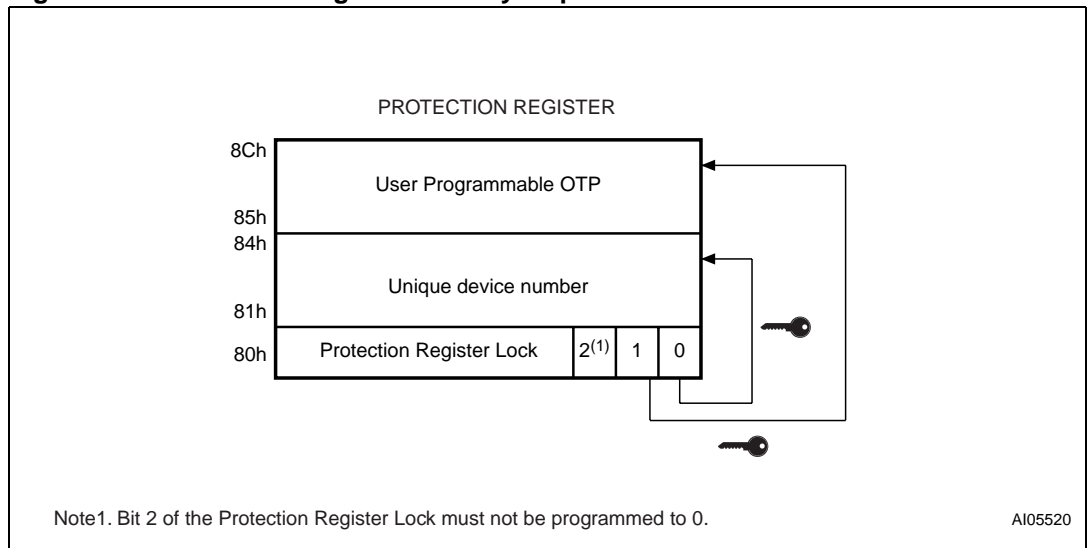 PROTECTION REGISTER
8Ch
User Programmable OTP
85h
84h
Unique device number
81h
80h Protection Register Lock 2(1) 1 0
Note1. Bit 2 of the Protection Register Lock must not be programmed to 0.
AI05520